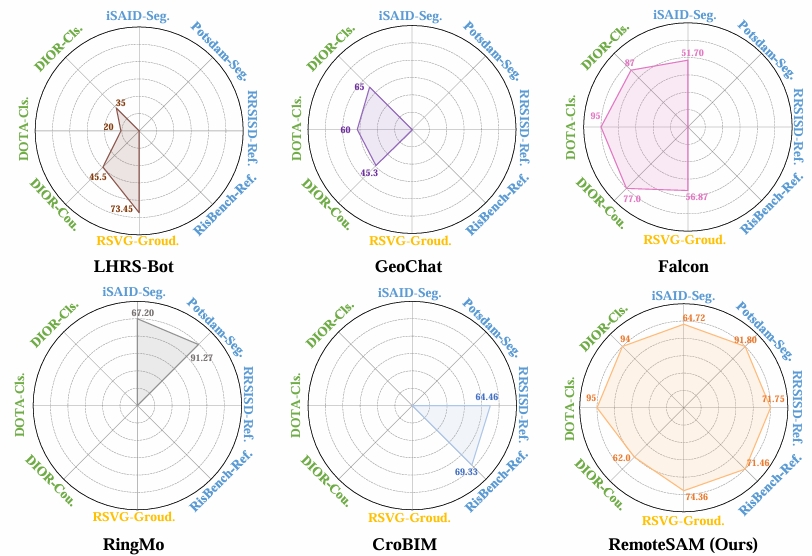 iSAID-Seg.
Potsdam-Seg.
RRSISD-Ref.
RisBench-Ref.
RSVG-Groud.
DIOR-Cou.
DOTA-Cls.
DIOR-Cls.
35
20
45.5
73.45
LHRS-Bot
iSAID-Seg.
Potsdam-Seg.
RRSISD-Ref.
RisBench-Ref.
RSVG-Groud.
DIOR-Cou.
DOTA-Cls.
DIOR-Cls.
65
60
45.3
GeoChat
iSAID-Seg.
Potsdam-Seg.
RRSISD-Ref.
RisBench-Ref.
RSVG-Groud.
DIOR-Cou.
DOTA-Cls.
DIOR-Cls.
51.70
87
95
77.0
56.87
Falcon
iSAID-Seg.
Potsdam-Seg.
RRSISD-Ref.
RisBench-Ref.
RSVG-Groud.
DIOR-Cou.
DOTA-Cls.
DIOR-Cls.
67.20
91.27
RingMo
iSAID-Seg.
Potsdam-Seg.
RRSISD-Ref.
RisBench-Ref.
RSVG-Groud.
DIOR-Cou.
DOTA-Cls.
DIOR-Cls.
64.46
69.33
CroBIM
iSAID-Seg.
Potsdam-Seg.
RRSISD-Ref.
RisBench-Ref.
RSVG-Groud.
DIOR-Cou.
DOTA-Cls.
DIOR-Cls.
64.72
91.80
71.75
71.46
74.36
62.0
95
94
RemoteSAM (Ours)